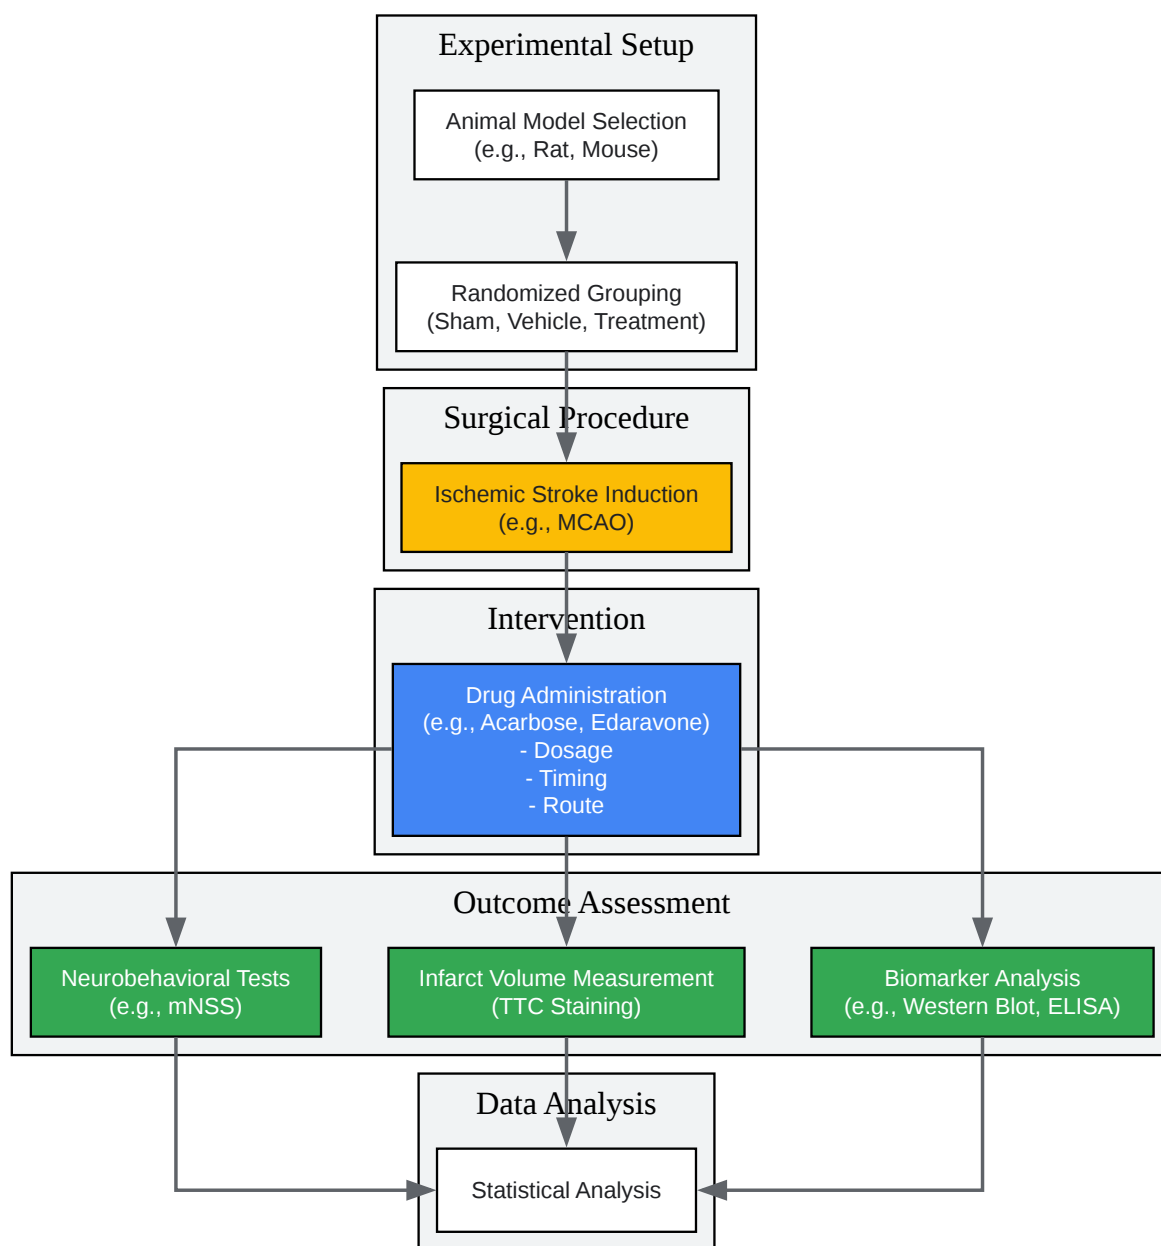 Experimental Setup
Animal Model Selection
(e.g., Rat, Mouse)
Randomized Grouping
(Sham, Vehicle, Treatment)
Surgical Procedure
Ischemic Stroke Induction
(e.g., MCAO)
Intervention
Drug Administration
(e.g., Acarbose, Edaravone)
- Dosage
- Timing
- Route
Outcome Assessment
Neurobehavioral Tests
(e.g., mNSS)
Infarct Volume Measurement
(TTC Staining)
Biomarker Analysis
(e.g., Western Blot, ELISA)
Data Analysis
Statistical Analysis